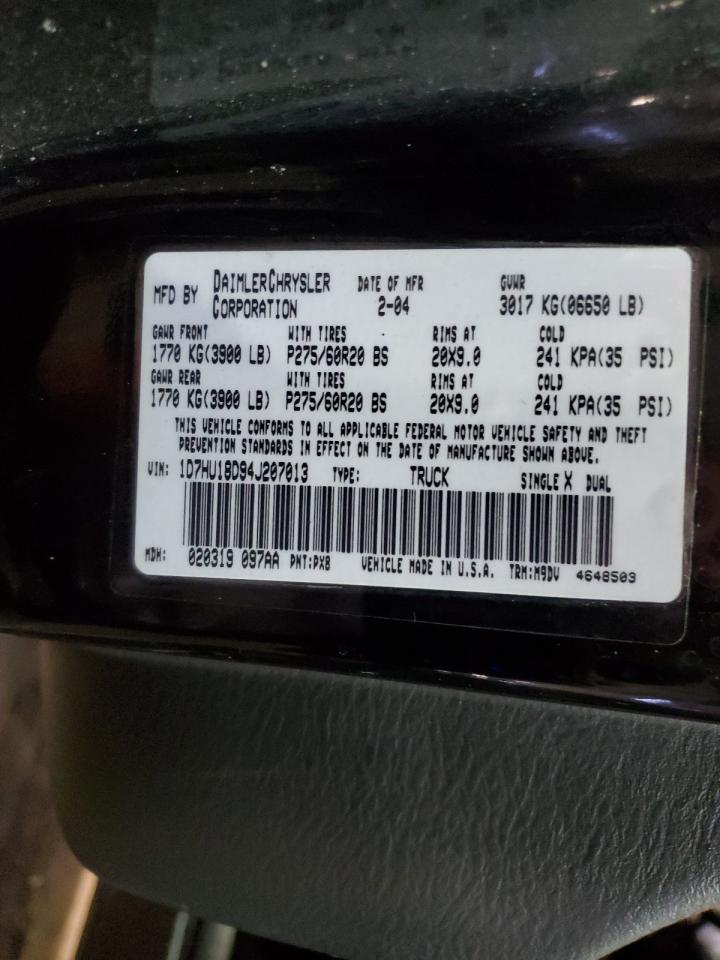 MFD BY DAIMLERCHRYSLER CORPORATION DATE OF MFR 2-04 GVWR 3017 KG(06650 LB)
GAWR FRONT WITH TIRES RIMS AT COLD
1770 KG(3900 LB) P275/60R20 BS 20X9.0 241 KPA(35 PSI)
GAWR REAR WITH TIRES RIMS AT COLD
1770 KG(3900 LB) P275/60R20 BS 20X9.0 241 KPA(35 PSI)
THIS VEHICLE CONFORMS TO ALL APPLICABLE FEDERAL MOTOR VEHICLE SAFETY AND THEFT
PREVENTION STANDARDS IN EFFECT ON THE DATE OF MANUFACTURE SHOWN ABOVE.
VIN: 1D7HU18D94J207013 TYPE: TRUCK SINGLE X DUAL
MDH: 020319 097AA PNT:PX8 VEHICLE MADE IN U.S.A. TRM:M9DV 4648503